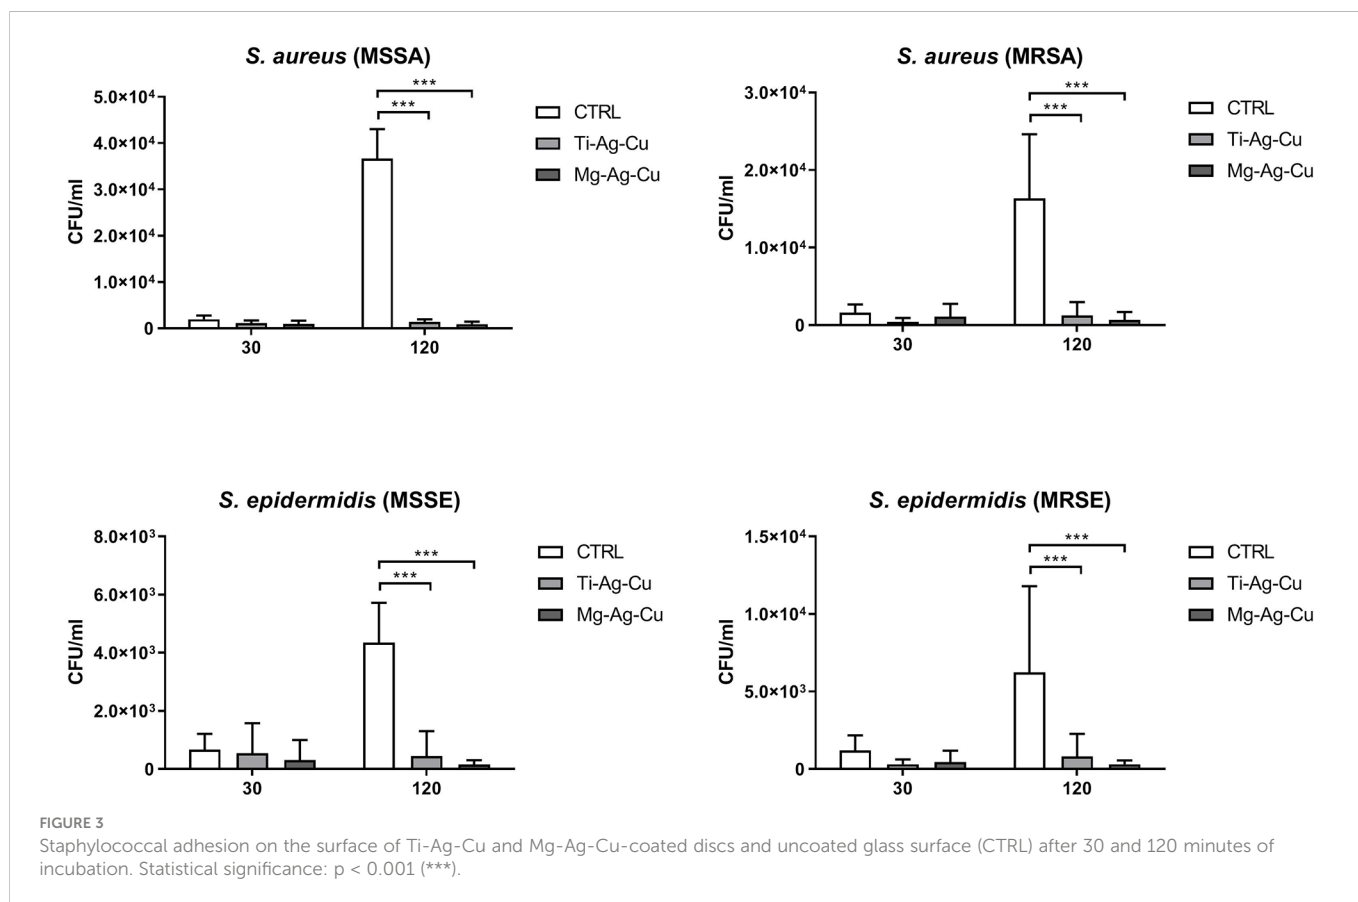 S. aureus (MSSA)
***
***
5.0×10⁴
4.0×10⁴
3.0×10⁴
2.0×10⁴
1.0×10⁴
0
CFU/ml
30
120
CTRL
Ti-Ag-Cu
Mg-Ag-Cu
S. aureus (MRSA)
***
***
3.0×10⁴
2.0×10⁴
1.0×10⁴
0
CFU/ml
30
120
CTRL
Ti-Ag-Cu
Mg-Ag-Cu
S. epidermidis (MSSE)
***
***
8.0×10³
6.0×10³
4.0×10³
2.0×10³
0
CFU/ml
30
120
CTRL
Ti-Ag-Cu
Mg-Ag-Cu
S. epidermidis (MRSE)
***
***
1.5×10⁴
1.0×10⁴
5.0×10³
0
CFU/ml
30
120
CTRL
Ti-Ag-Cu
Mg-Ag-Cu
FIGURE 3
Staphylococcal adhesion on the surface of Ti-Ag-Cu and Mg-Ag-Cu-coated discs and uncoated glass surface (CTRL) after 30 and 120 minutes of
incubation. Statistical significance: p < 0.001 (***).